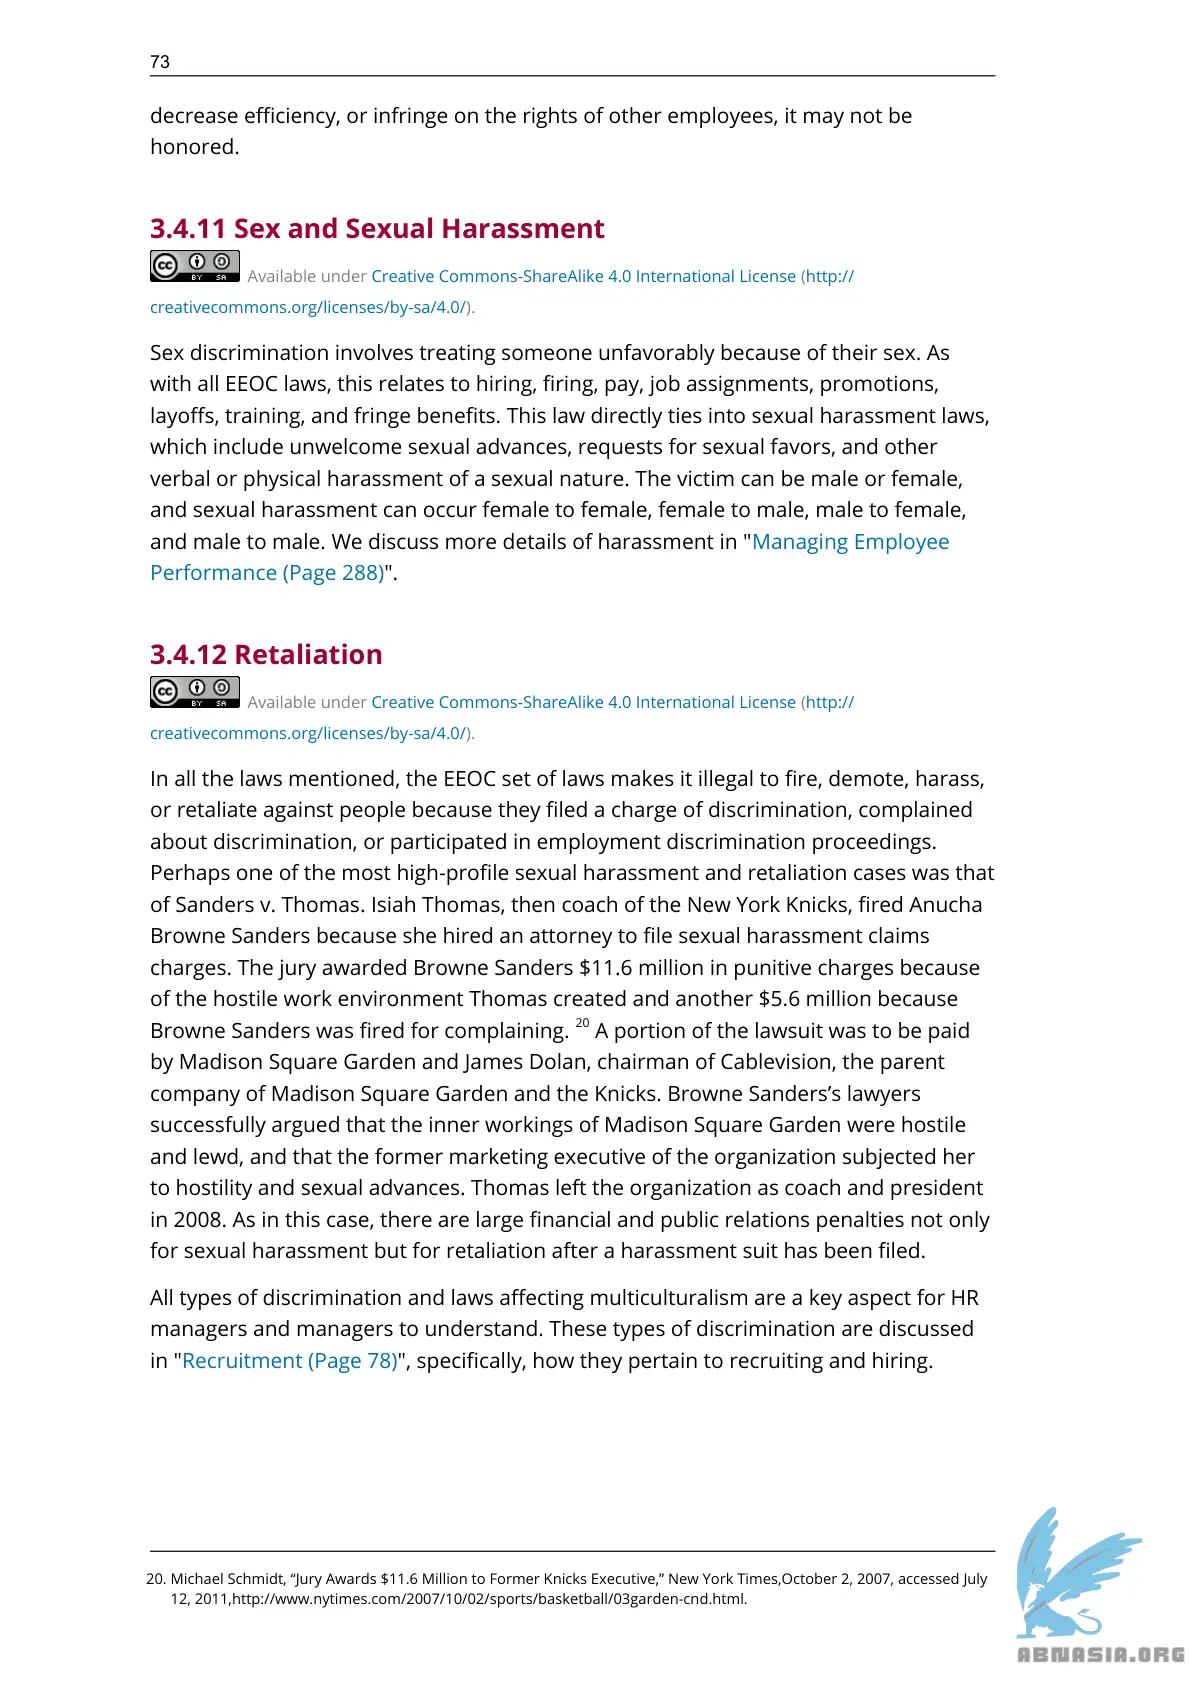 73
decrease efficiency, or infringe on the rights of other employees, it may not be
honored.
3.4.11 Sex and Sexual Harassment
cc BY SA Available under Creative Commons-ShareAlike 4.0 International License (http://
creativecommons.org/licenses/by-sa/4.0/).
Sex discrimination involves treating someone unfavorably because of their sex. As
with all EEOC laws, this relates to hiring, firing, pay, job assignments, promotions,
layoffs, training, and fringe benefits. This law directly ties into sexual harassment laws,
which include unwelcome sexual advances, requests for sexual favors, and other
verbal or physical harassment of a sexual nature. The victim can be male or female,
and sexual harassment can occur female to female, female to male, male to female,
and male to male. We discuss more details of harassment in "Managing Employee
Performance (Page 288)".
3.4.12 Retaliation
cc BY SA Available under Creative Commons-ShareAlike 4.0 International License (http://
creativecommons.org/licenses/by-sa/4.0/).
In all the laws mentioned, the EEOC set of laws makes it illegal to fire, demote, harass,
or retaliate against people because they filed a charge of discrimination, complained
about discrimination, or participated in employment discrimination proceedings.
Perhaps one of the most high-profile sexual harassment and retaliation cases was that
of Sanders v. Thomas. Isiah Thomas, then coach of the New York Knicks, fired Anucha
Browne Sanders because she hired an attorney to file sexual harassment claims
charges. The jury awarded Browne Sanders $11.6 million in punitive charges because
of the hostile work environment Thomas created and another $5.6 million because
Browne Sanders was fired for complaining. 20 A portion of the lawsuit was to be paid
by Madison Square Garden and James Dolan, chairman of Cablevision, the parent
company of Madison Square Garden and the Knicks. Browne Sanders’s lawyers
successfully argued that the inner workings of Madison Square Garden were hostile
and lewd, and that the former marketing executive of the organization subjected her
to hostility and sexual advances. Thomas left the organization as coach and president
in 2008. As in this case, there are large financial and public relations penalties not only
for sexual harassment but for retaliation after a harassment suit has been filed.
All types of discrimination and laws affecting multiculturalism are a key aspect for HR
managers and managers to understand. These types of discrimination are discussed
in "Recruitment (Page 78)", specifically, how they pertain to recruiting and hiring.
20. Michael Schmidt, “Jury Awards $11.6 Million to Former Knicks Executive,” New York Times,October 2, 2007, accessed July
12, 2011,http://www.nytimes.com/2007/10/02/sports/basketball/03garden-cnd.html.
ABNASIA.ORG